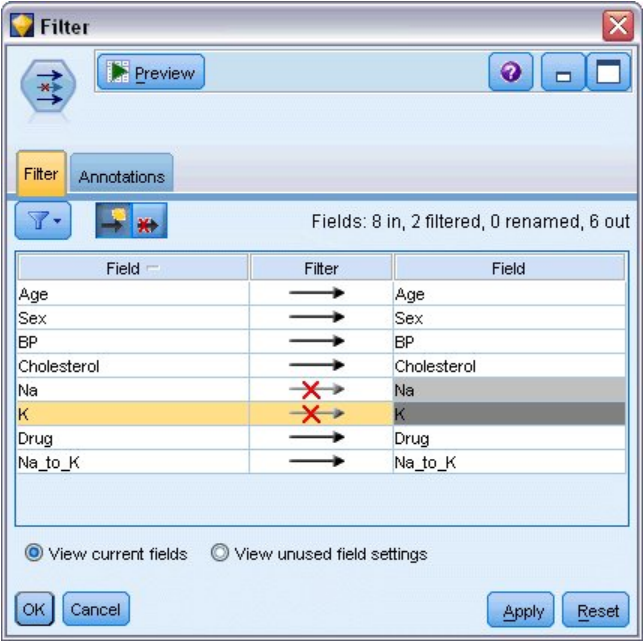 Filter
Preview
Filter Annotations
Fields: 8 in, 2 filtered, 0 renamed, 6 out
Field Filter Field
Age Age
Sex Sex
BP BP
Cholesterol Cholesterol
Na Na
K K
Drug Drug
Na_to_K Na_to_K
View current fields View unused field settings
OK Cancel Apply Reset